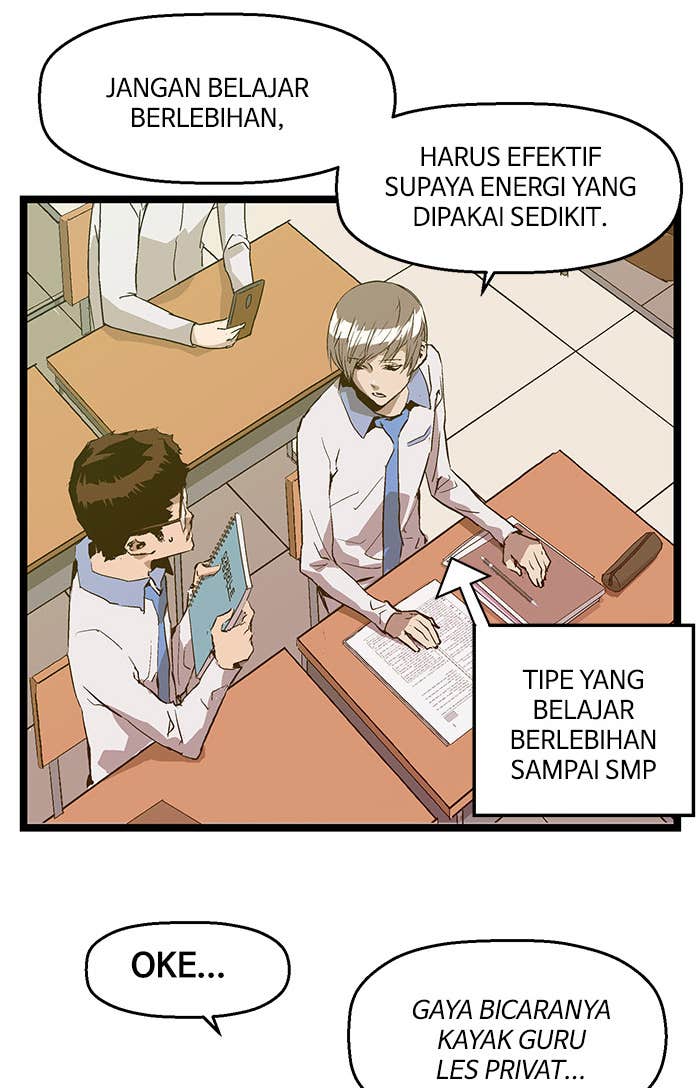 JANGAN BELAJAR
BERLEBIHAN,
HARUS EFEKTIF
SUPAYA ENERGI YANG
DIPAKAI SEDIKIT.
TIPE YANG
BELAJAR
BERLEBIHAN
SAMPAI SMP
OKE...
GAYA BICARANYA
KAYAK GURU
LES PRIVAT...